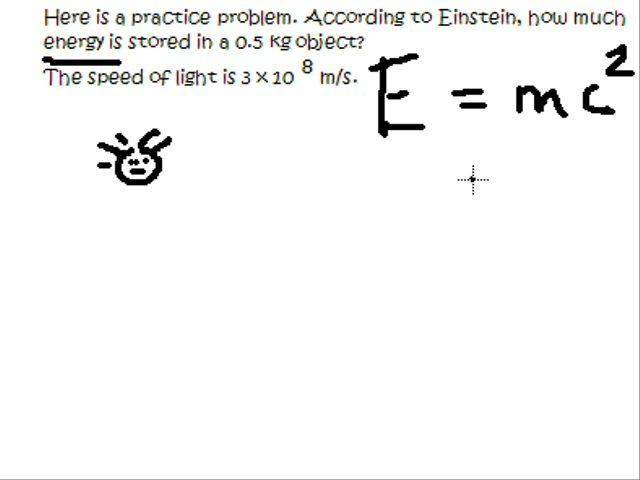 Here is a practice problem. According to Einstein, how much
energy is stored in a 0.5 kg object?
The speed of light is 3 × 10 8 m/s.
E = mc²